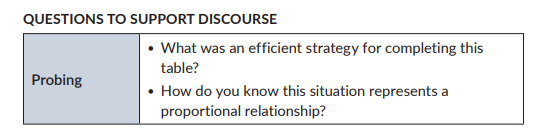 QUESTIONS TO SUPPORT DISCOURSE
Probing
• What was an efficient strategy for completing this
table?
• How do you know this situation represents a
proportional relationship?